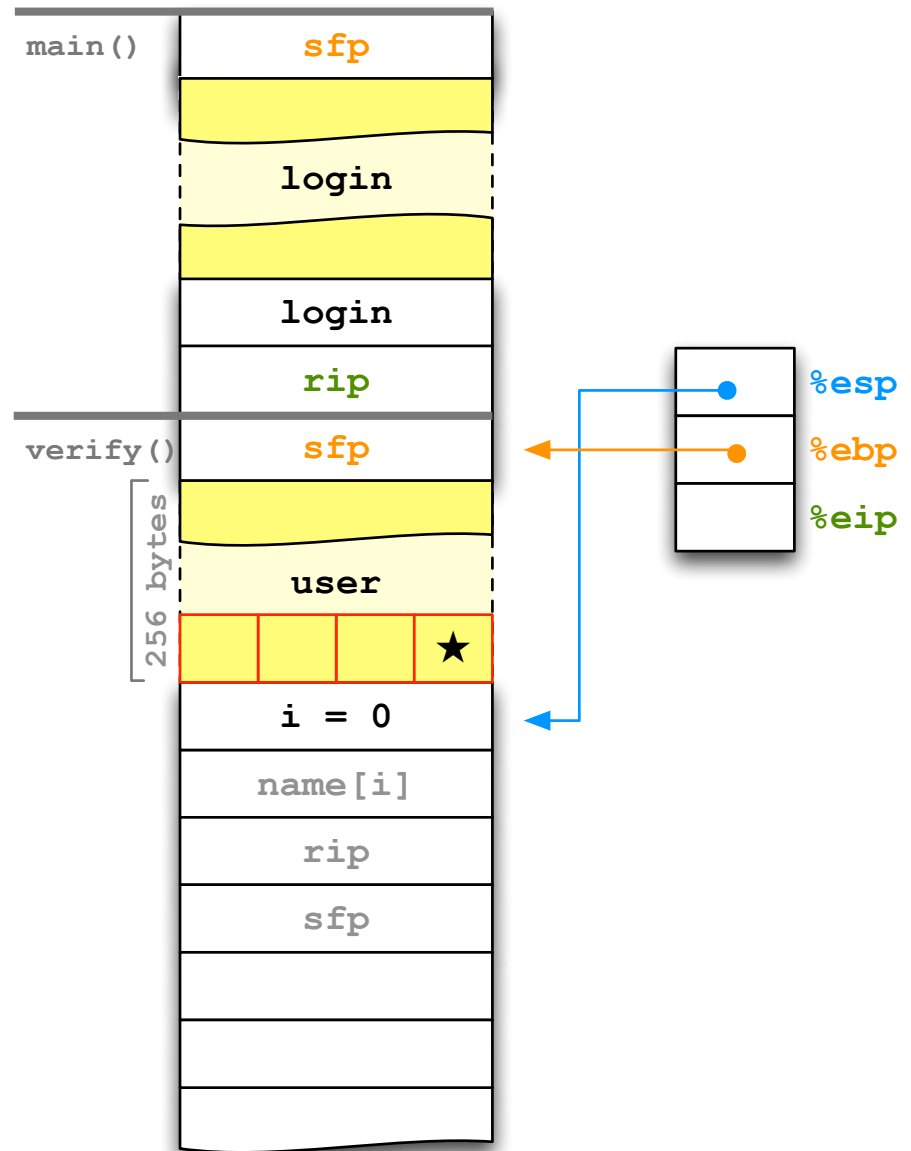 main()
sfp
login
login
rip
%esp
verify()
sfp
%ebp
%eip
256 bytes
user
★
i = 0
name[i]
rip
sfp